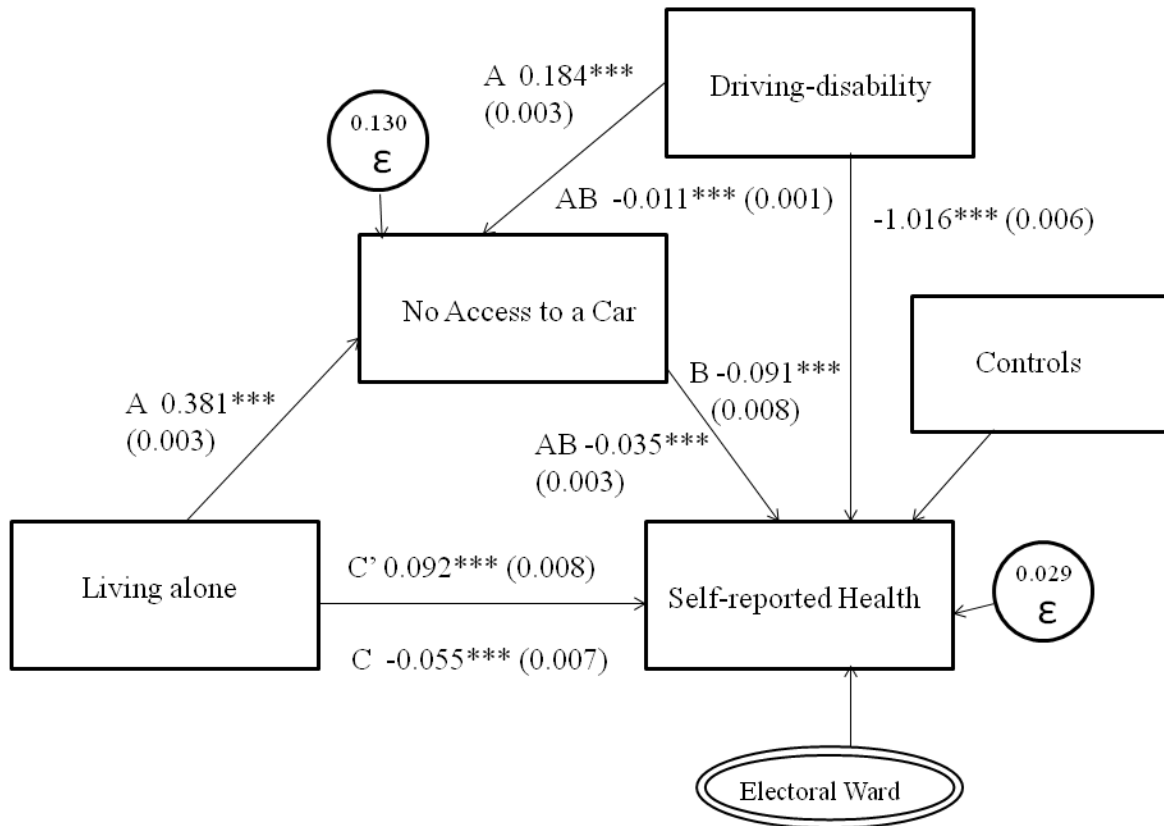 A 0.184***
(0.003)
Driving-disability
0.130
ε
AB -0.011*** (0.001)
-1.016*** (0.006)
No Access to a Car
Controls
A 0.381***
(0.003)
B -0.091***
(0.008)
AB -0.035***
(0.003)
Living alone
C’ 0.092*** (0.008)
C -0.055*** (0.007)
Self-reported Health
0.029
ε
Electoral Ward